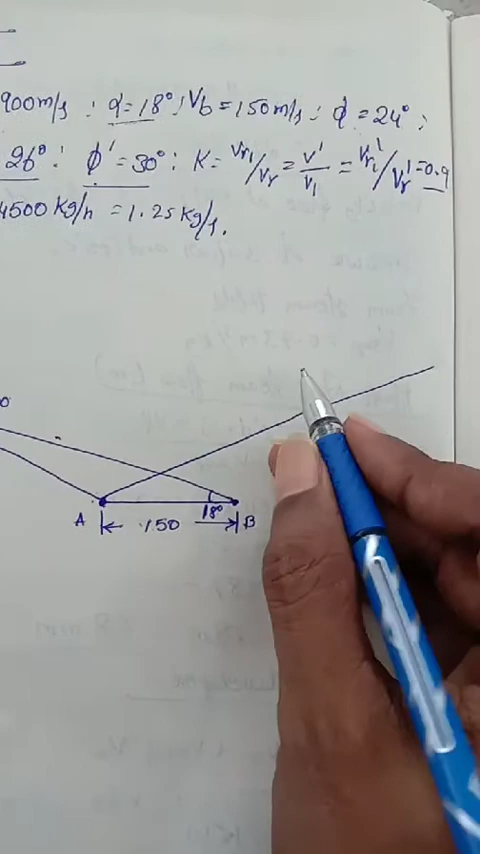 900m/s ; α=18° ; Vb=150m/s ; ϕ=24° ;
26° ; ϕ'=30° ; K= Vr₁/Vr = V'/V₁ = Vr₁'/Vr' = 0.9
4500 Kg/h = 1.25 Kg/s.
18°
A 150 B